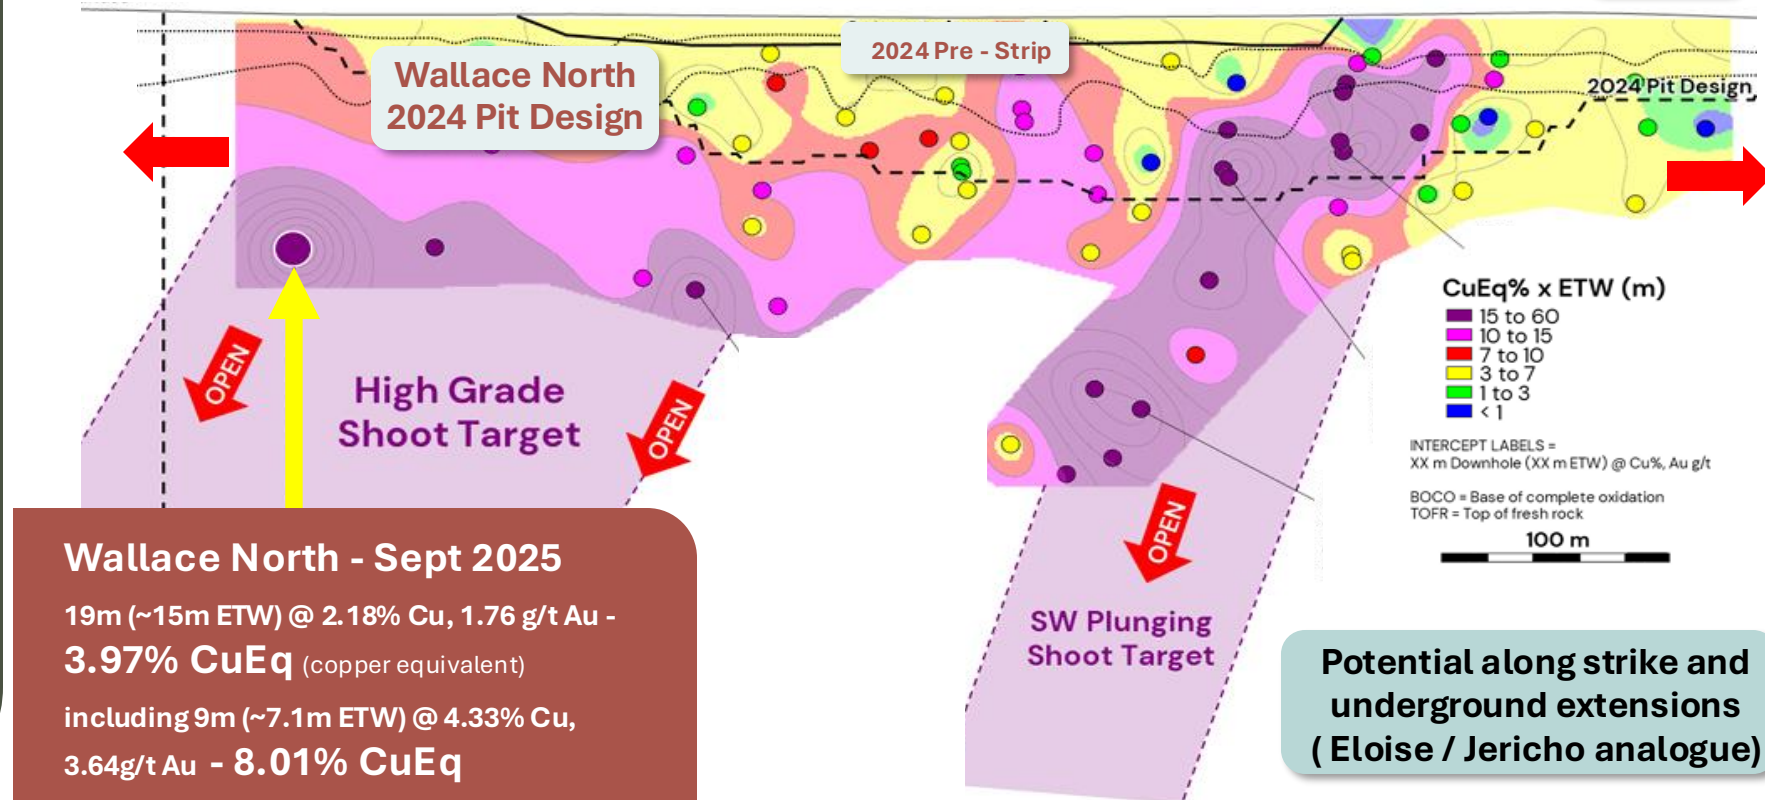 2024 Pre - Strip
Wallace North
2024 Pit Design
2024 Pit Design
CuEq% x ETW (m)
15 to 60
10 to 15
7 to 10
3 to 7
1 to 3
< 1
INTERCEPT LABELS =
XX m Downhole (XX m ETW) @ Cu%, Au g/t
BOCO = Base of complete oxidation
TOFR = Top of fresh rock
100 m
OPEN
High Grade
Shoot Target
OPEN
OPEN
SW Plunging
Shoot Target
Wallace North - Sept 2025
19m (~15m ETW) @ 2.18% Cu, 1.76 g/t Au -
3.97% CuEq (copper equivalent)
including 9m (~7.1m ETW) @ 4.33% Cu,
3.64g/t Au - 8.01% CuEq
Potential along strike and
underground extensions
( Eloise / Jericho analogue)